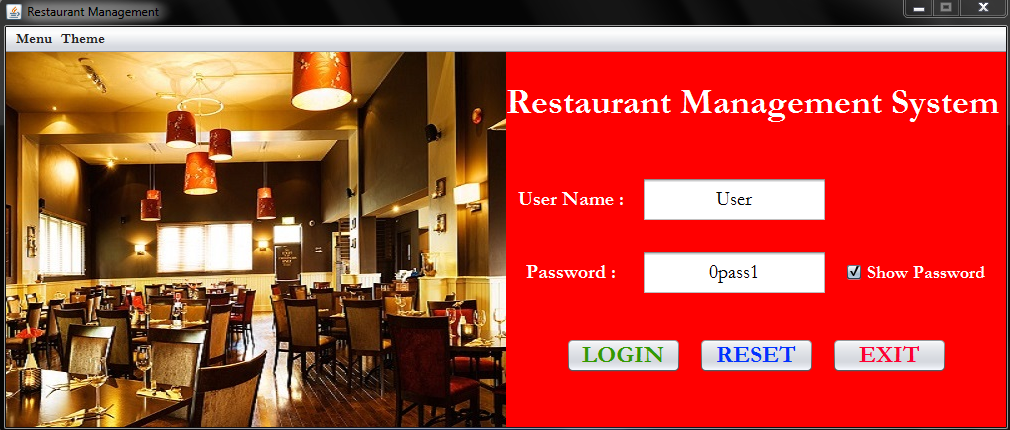 Restaurant Management
Menu Theme
Restaurant Management System
User Name : User
Password : 0pass1 Show Password
LOGIN RESET EXIT